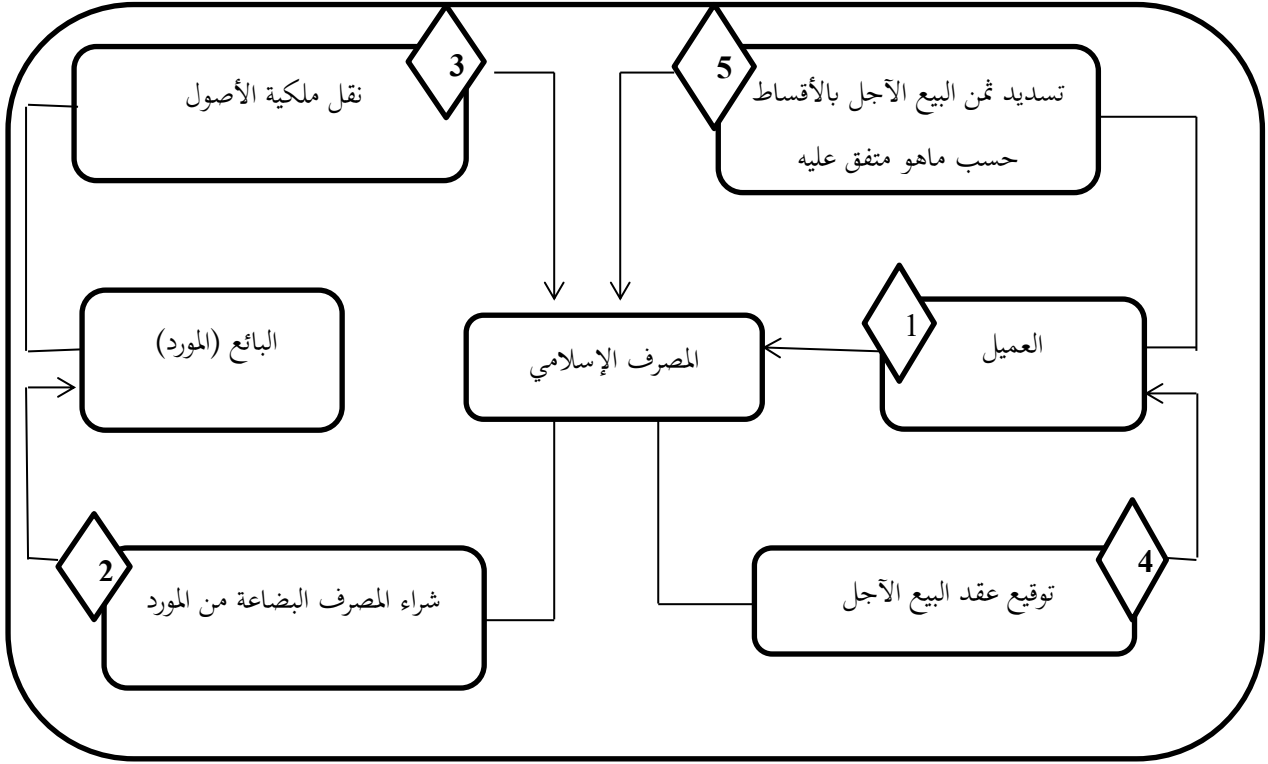 5
تسديد ثمن البيع الآجل بالأقساط
حسب ماهو متفق عليه
3
نقل ملكية الأصول
1
العميل
المصرف الإسلامي
البائع (المورد)
4
توقيع عقد البيع الآجل
2
شراء المصرف البضاعة من المورد